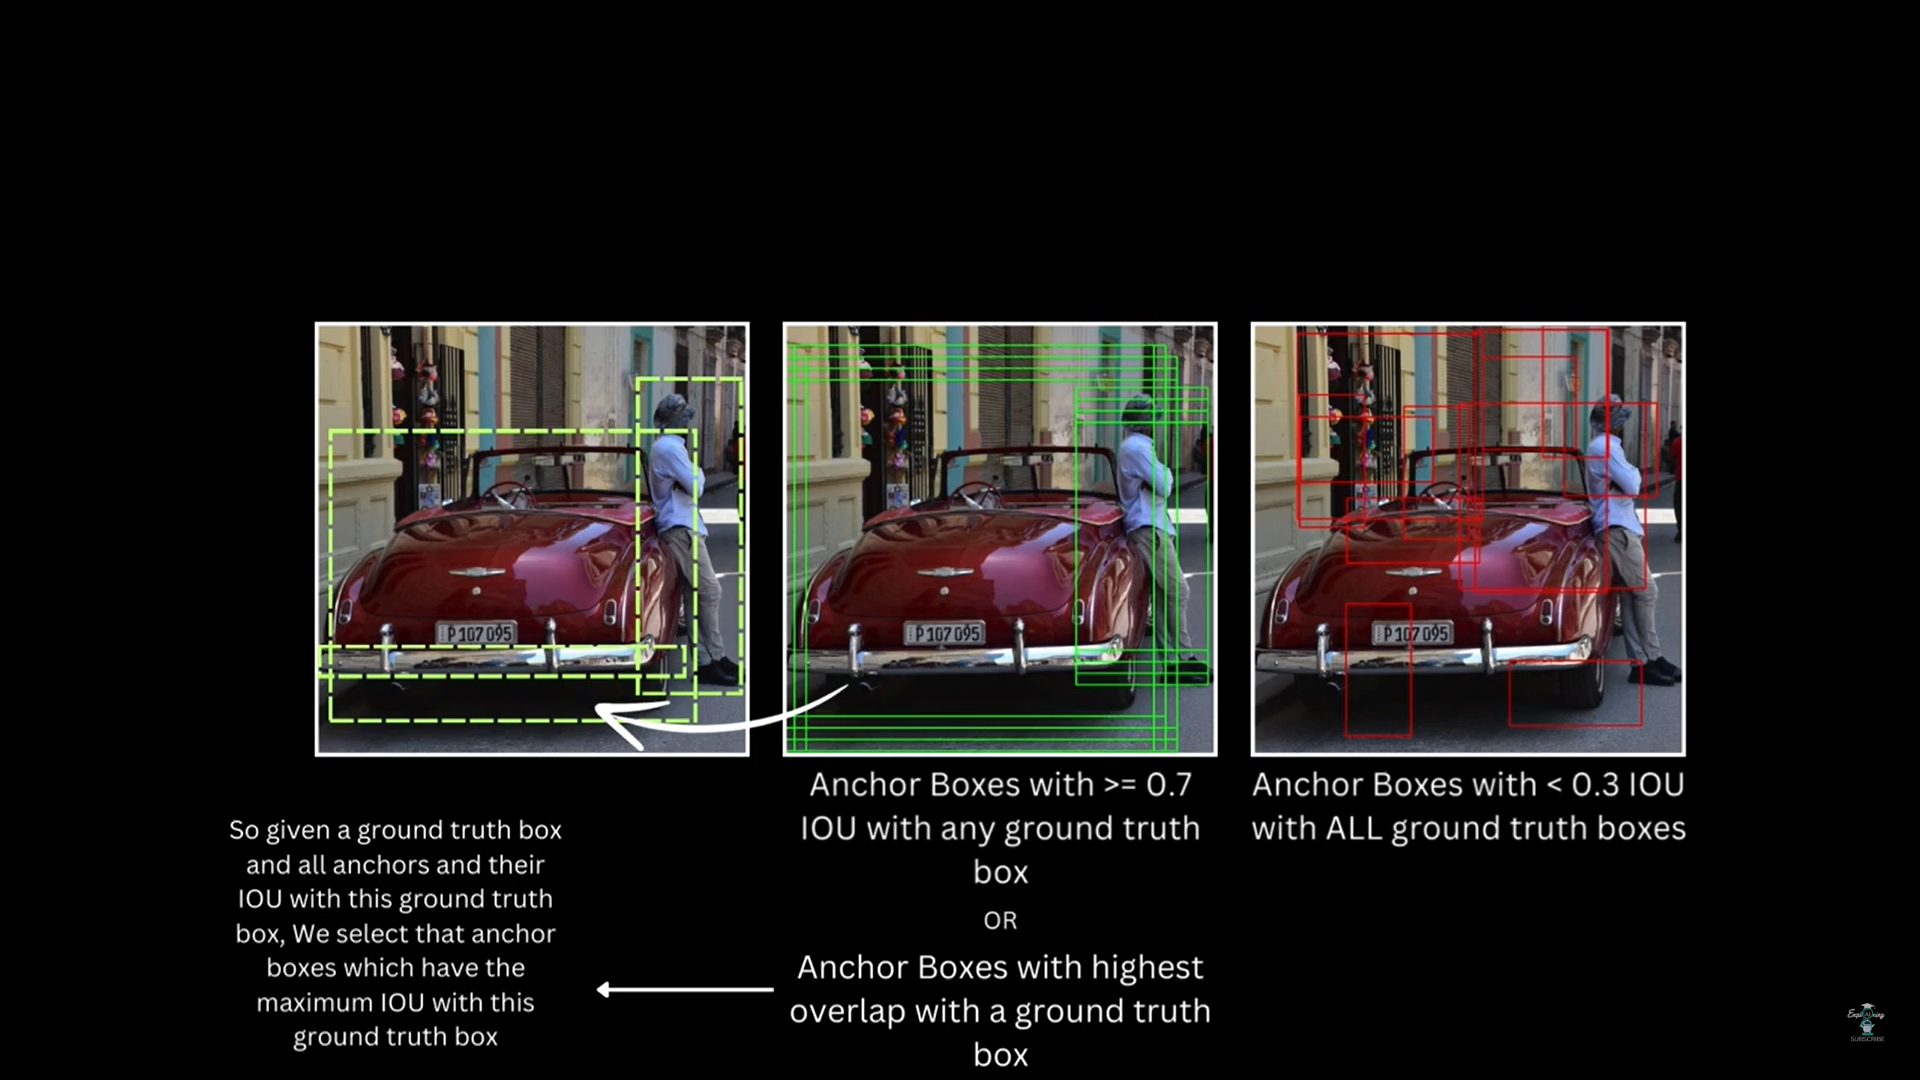 P 107 095
P 107 095
P 107 095
Anchor Boxes with >= 0.7
IOU with any ground truth
box
OR
Anchor Boxes with highest
overlap with a ground truth
box
Anchor Boxes with < 0.3 IOU
with ALL ground truth boxes
So given a ground truth box
and all anchors and their
IOU with this ground truth
box, We select that anchor
boxes which have the
maximum IOU with this
ground truth box
SUBSCRIBE